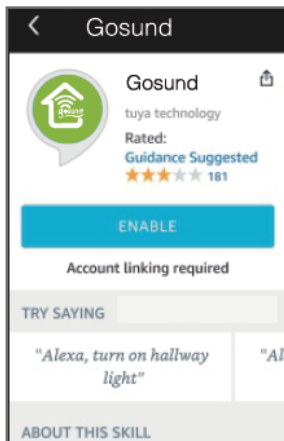 Gosund
gosund
Gosund
tuya technology
Rated:
Guidance Suggested
181
ENABLE
Account linking required
TRY SAYING
"Alexa, turn on hallway
light"
"Al
ABOUT THIS SKILL